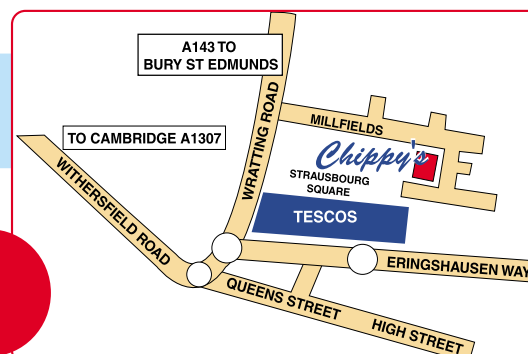 A143 TO
BURY ST EDMUNDS
TO CAMBRIDGE A1307
WRATTING ROAD
MILLFIELDS
Chippy's
STRAUSBOURG
SQUARE
TESCOS
WITHERSFIELD ROAD
ERINGSHAUSEN WAY
QUEENS STREET
HIGH STREET